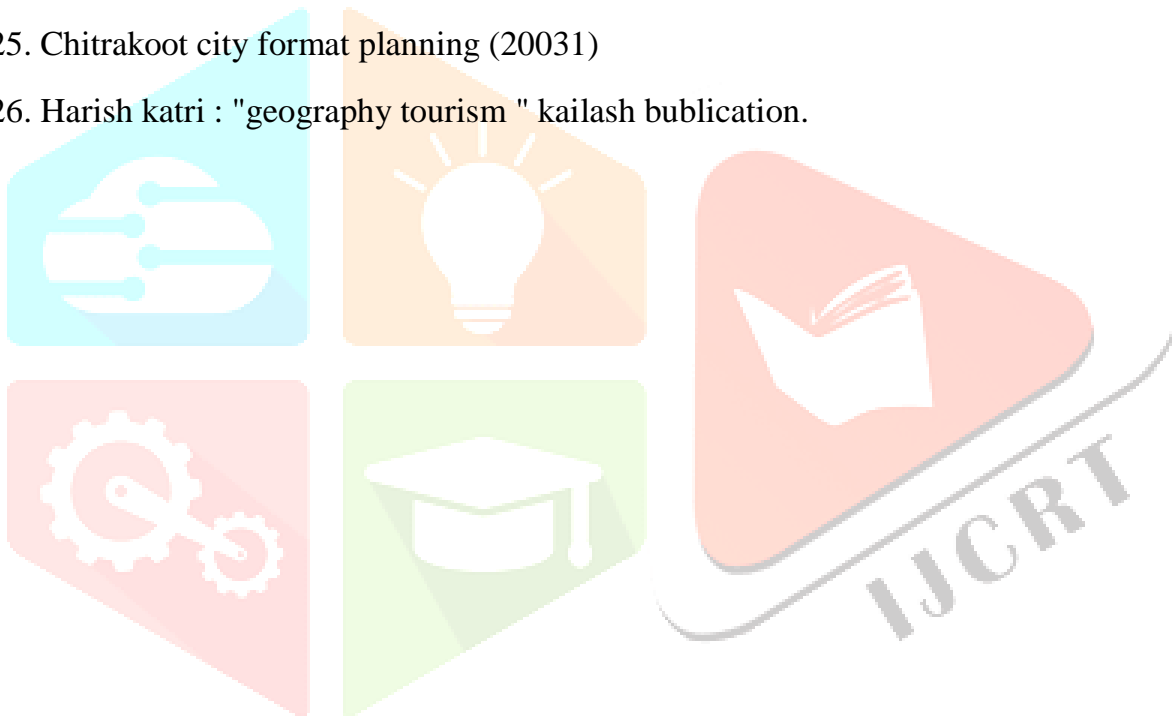 25. Chitrakoot city format planning (20031)
26. Harish katri : "geography tourism " kailash bublication.
IJCRT